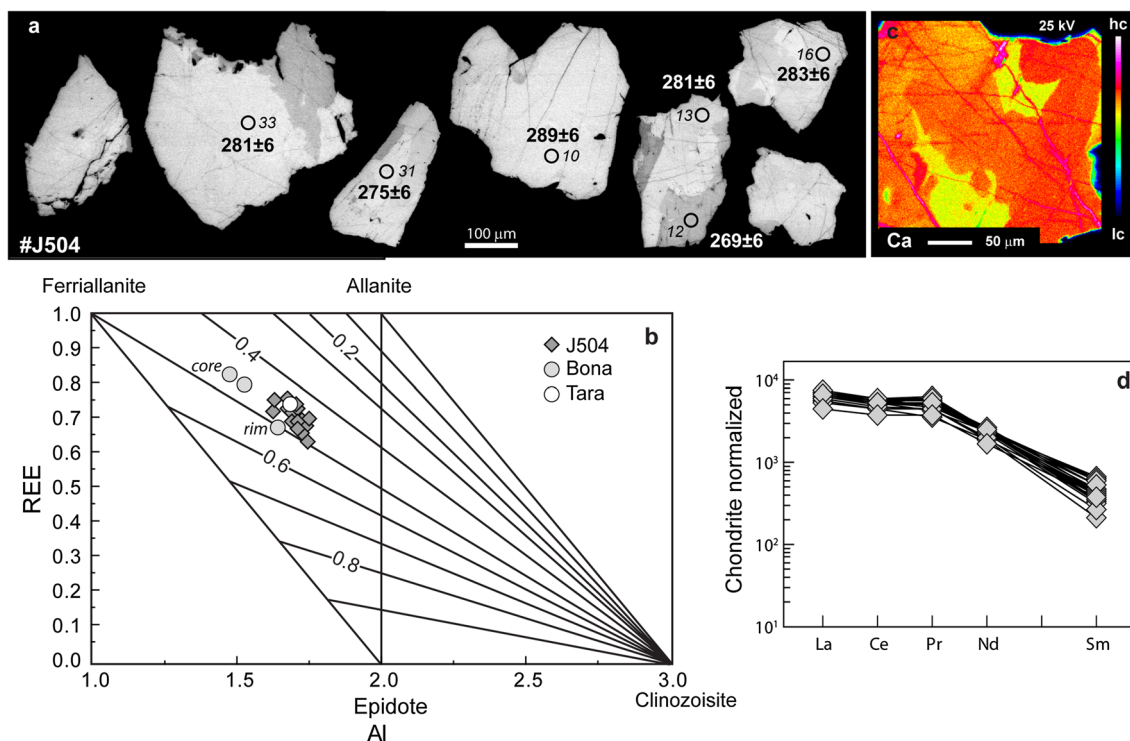 a
16
283±6
33
281±6
31
275±6
289±6
10
281±6
13
12
269±6
#J504
100 μm
c
25 kV
hc
lc
Ca
50 μm
Ferriallanite
Allanite
b
1.0
0.9
0.8
0.7
0.6
0.5
0.4
0.3
0.2
0.1
0.0
REE
core
rim
0.4
0.2
0.6
0.8
J504
Bona
Tara
1.0
1.5
2.0
2.5
3.0
Epidote
Clinozoisite
Al
d
10⁴
10³
10²
10¹
Chondrite normalized
La
Ce
Pr
Nd
Sm